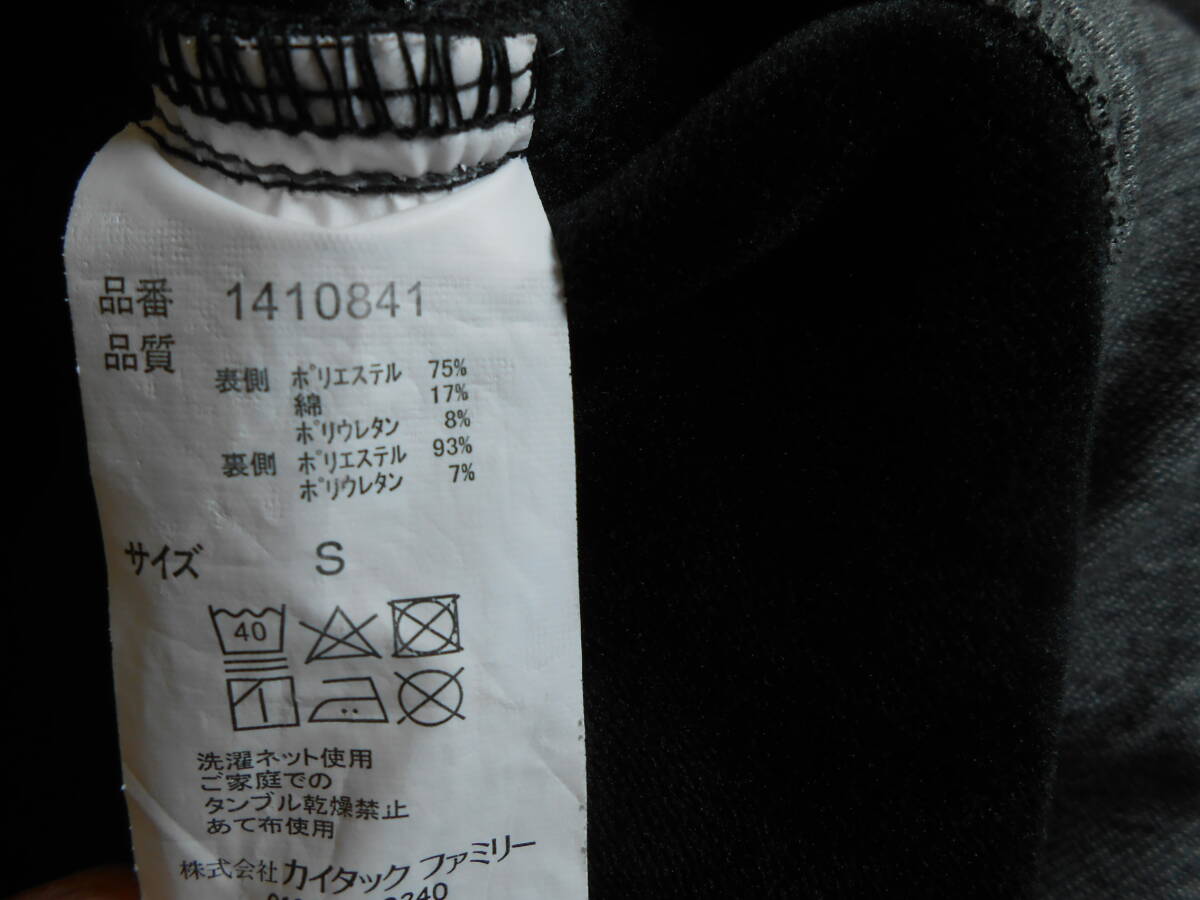 品番 1410841
品質
表側 ポリエステル 75%
綿 17%
ポリウレタン 8%
裏側 ポリエステル 93%
ポリウレタン 7%
サイズ S
40
洗濯ネット使用
ご家庭での
タンブル乾燥禁止
あて布使用
株式会社 カイタック ファミリー